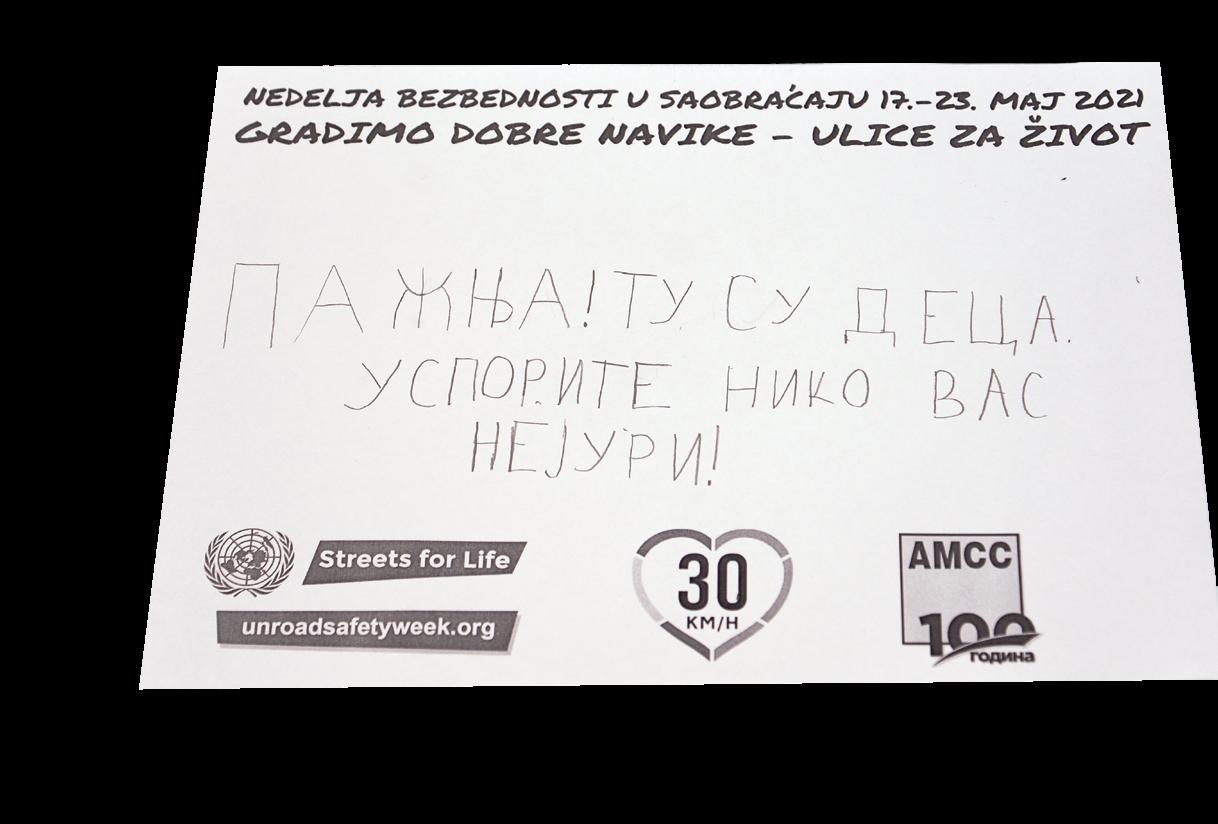 NEDELJA BEZBEDNOSTI U SAOBRAĆAJU 17.-23. MAJ 2021
GRADIMO DOBRE NAVIKE - ULICE ZA ŽIVOT
ПАЖЊА! ТУ СУ ДЕЦА.
УСПОРИТЕ НИКО ВАС
НЕЈУРИ!
Streets for Life
unroadsafetyweek.org
30
KM/H
АМСС
100
година